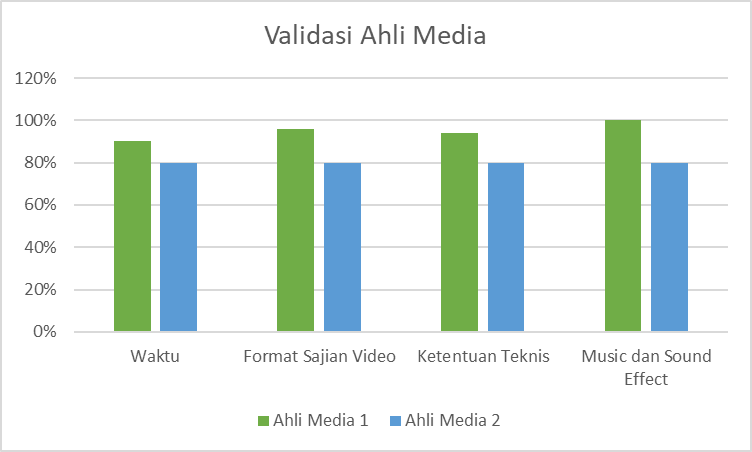 Validasi Ahli Media
120%
100%
80%
60%
40%
20%
0%
Waktu
Format Sajian Video
Ketentuan Teknis
Music dan Sound
Effect
Ahli Media 1
Ahli Media 2